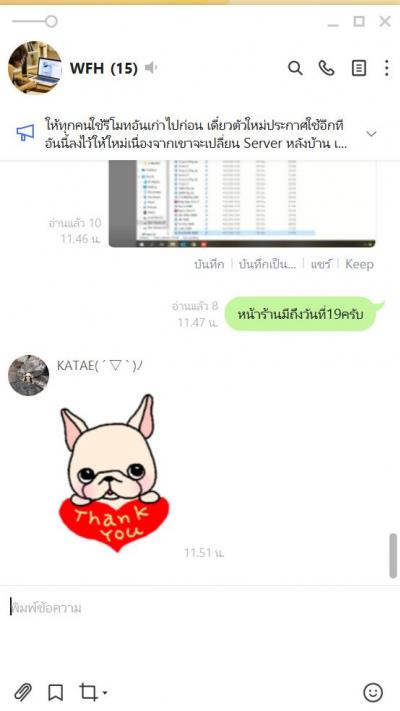 WFH (15)
ให้ทุกคนใช้รีโมทอันเก่าไปก่อน เดี๋ยวตัวใหม่ประกาศใช้อีกที
อันนี้ลงไว้ให้ใหม่เนื่องจากเขาจะเปลี่ยน Server หลังบ้าน เ...
อ่านแล้ว 10
11.46 น.
บันทึก บันทึกเป็น... แชร์ Keep
อ่านแล้ว 8
11.47 น.
หน้าร้านมีถึงวันที่19ครับ
KATAE( ´ ▽ ` )ﾉ
Thank
You
11.51 น.
พิมพ์ข้อความ